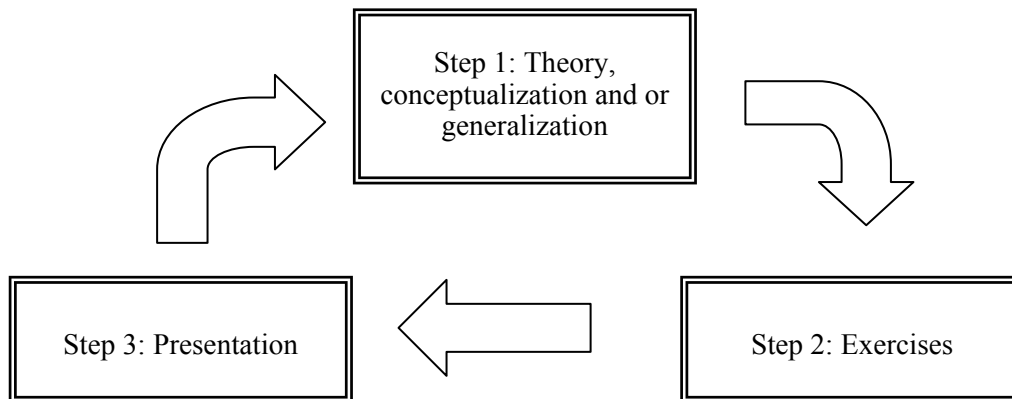 Step 1: Theory,
conceptualization and or
generalization
Step 2: Exercises
Step 3: Presentation